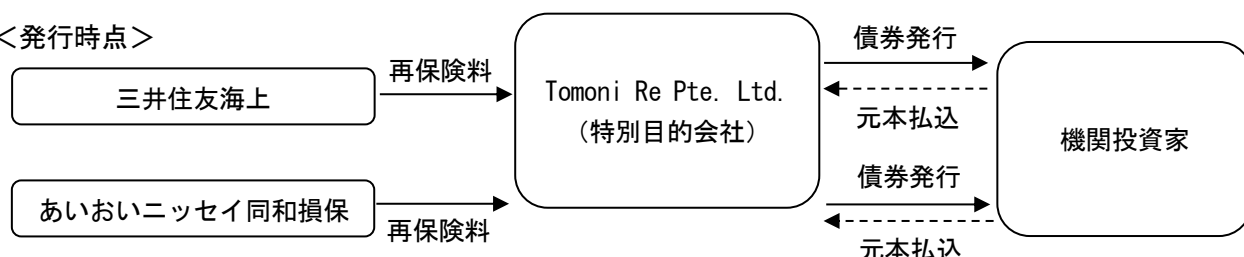 ＜発行時点＞
三井住友海上
再保険料
あいおいニッセイ同和損保
再保険料
Tomoni Re Pte. Ltd.
（特別目的会社）
債券発行
元本払込
債券発行
元本払込
機関投資家